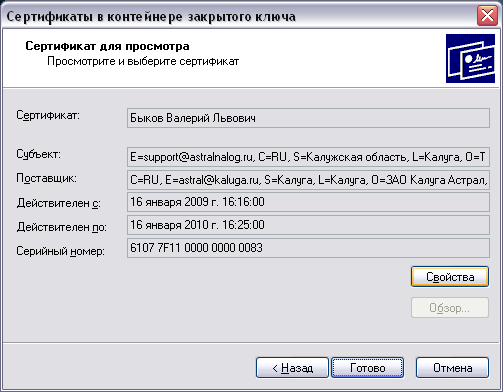 Сертификаты в контейнере закрытого ключа
Сертификат для просмотра
Просмотрите и выберите сертификат
Сертификат: Быков Валерий Львович
Субъект: E=support@astralnalog.ru, C=RU, S=Калужская область, L=Калуга, O=Т
Поставщик: C=RU, E=astral@kaluga.ru, S=Калуга, L=Калуга, O=ЗАО Калуга Астрал,
Действителен с: 16 января 2009 г. 16:16:00
Действителен по: 16 января 2010 г. 16:25:00
Серийный номер: 6107 7F11 0000 0000 0083
Свойства
Обзор...
< Назад Готово Отмена